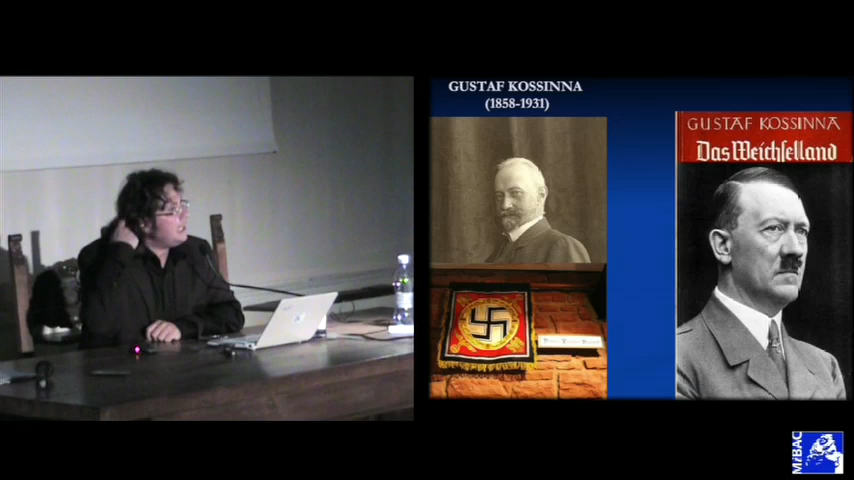 GUSTAF KOSSINNA
(1858-1931)
GUSTAF KOSSINNA
Das Weichselland
MiBAC